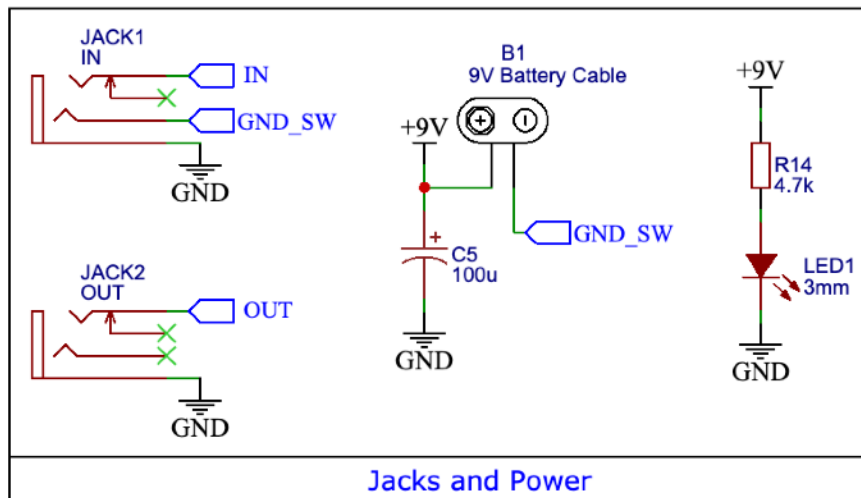 JACK1
IN
IN
GND_SW
GND
JACK2
OUT
OUT
GND
B1
9V Battery Cable
+9V
+
-
GND_SW
+
C5
100u
GND
+9V
R14
4.7k
LED1
3mm
GND
Jacks and Power